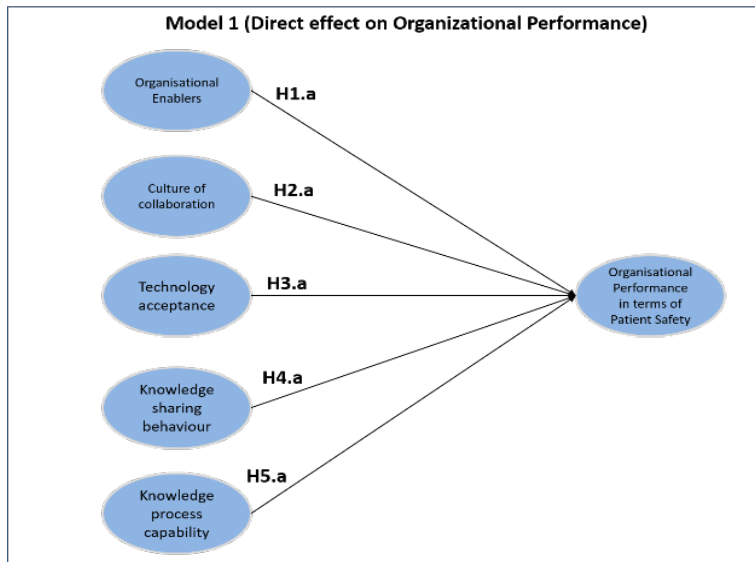 Model 1 (Direct effect on Organizational Performance)
Organisational
Enablers
H1.a
Culture of
collaboration
H2.a
Technology
acceptance
H3.a
Organisational
Performance
in terms of
Patient Safety
Knowledge
sharing
behaviour
H4.a
Knowledge
process
capability
H5.a